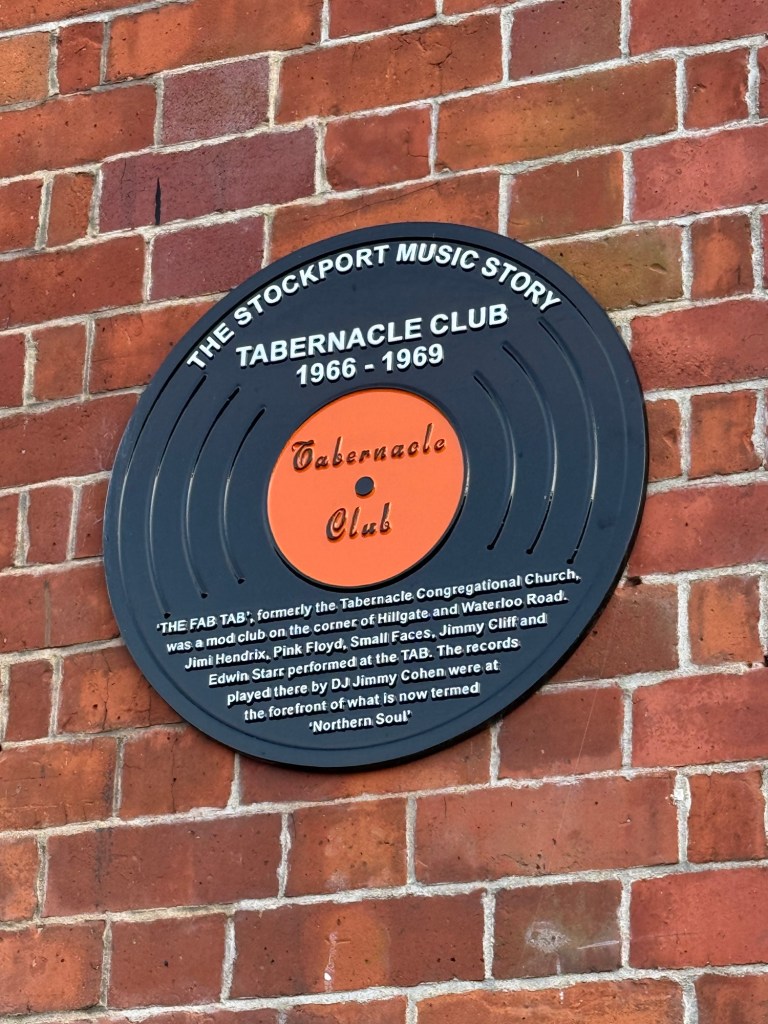 THE STOCKPORT MUSIC STORY
TABERNACLE CLUB
1966 - 1969
Tabernacle
Club
'THE FAB TAB', formerly the Tabernacle Congregational Church,
was a mod club on the corner of Hillgate and Waterloo Road.
Jimi Hendrix, Pink Floyd, Small Faces, Jimmy Cliff and
Edwin Starr performed at the TAB. The records
played there by DJ Jimmy Cohen were at
the forefront of what is now termed
'Northern Soul'